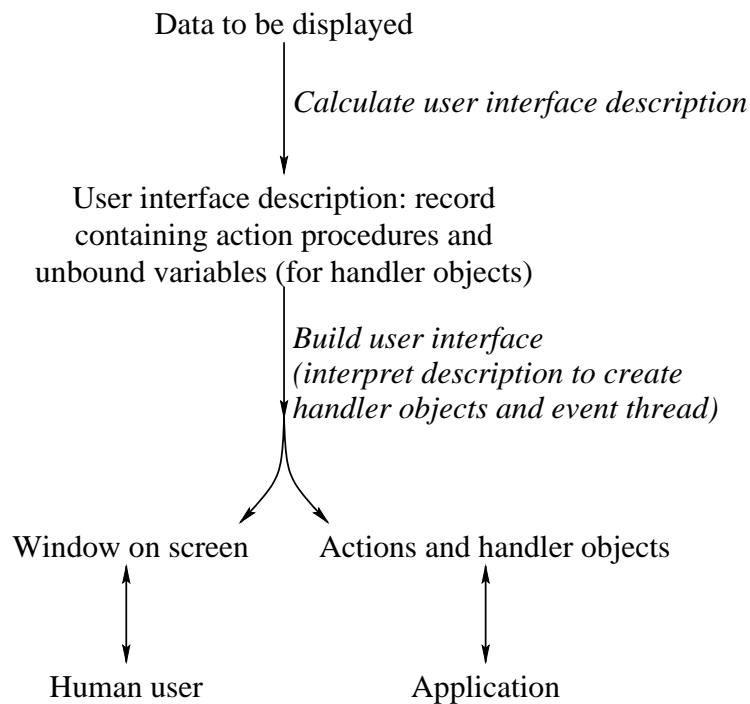 Data to be displayed
Calculate user interface description
User interface description: record
containing action procedures and
unbound variables (for handler objects)
Build user interface
(interpret description to create
handler objects and event thread)
Window on screen
Actions and handler objects
Human user
Application